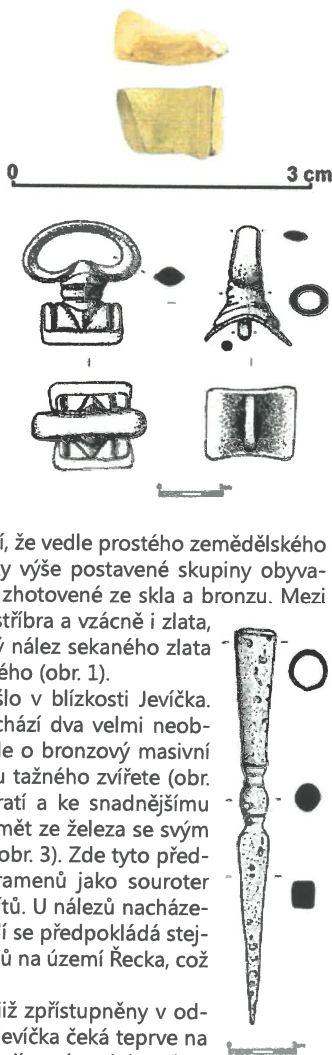 0 3 cm
í, že vedle prostého zemědělského
y výše postavené skupiny obyva-
zhotovené ze skla a bronzu. Mezi
stříbra a vzácně i zlata,
ý nález sekaného zlata
ého (obr. 1).
šlo v blízkosti Jevíčka.
chází dva velmi neob-
le o bronzový masivní
u tažného zvířete (obr.
ratí a ke snadnějšímu
mět ze železa se svým
obr. 3). Zde tyto před-
ramenů jako souroter
ítů. U nálezů nacháze-
í se předpokládá stej-
ů na území Řecka, což
již zpřístupněny v od-
evíčka čeká teprve na